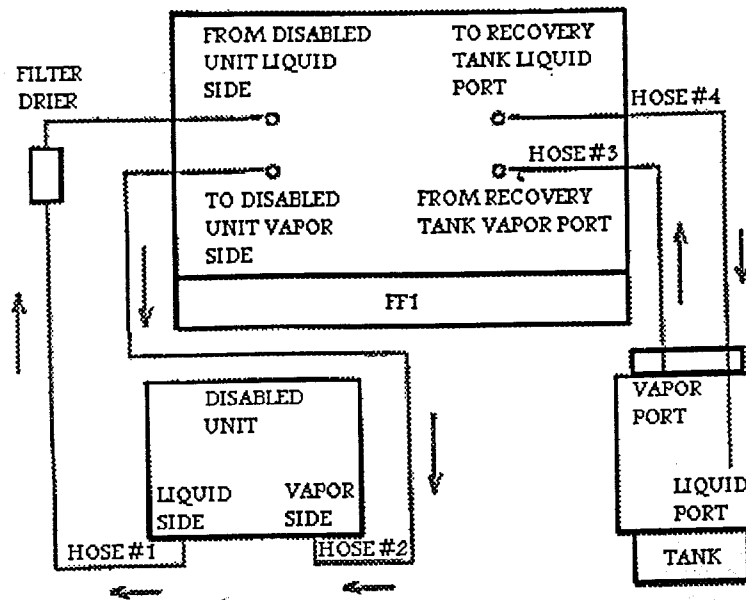 FROM DISABLED
UNIT LIQUID
SIDE
TO RECOVERY
TANK LIQUID
PORT
FILTER
DRIER
HOSE #4
HOSE #3
TO DISABLED
UNIT VAPOR
SIDE
FROM RECOVERY
TANK VAPOR PORT
FF1
DISABLED
UNIT
LIQUID
SIDE
VAPOR
SIDE
HOSE #1
HOSE #2
VAPOR
PORT
LIQUID
PORT
TANK